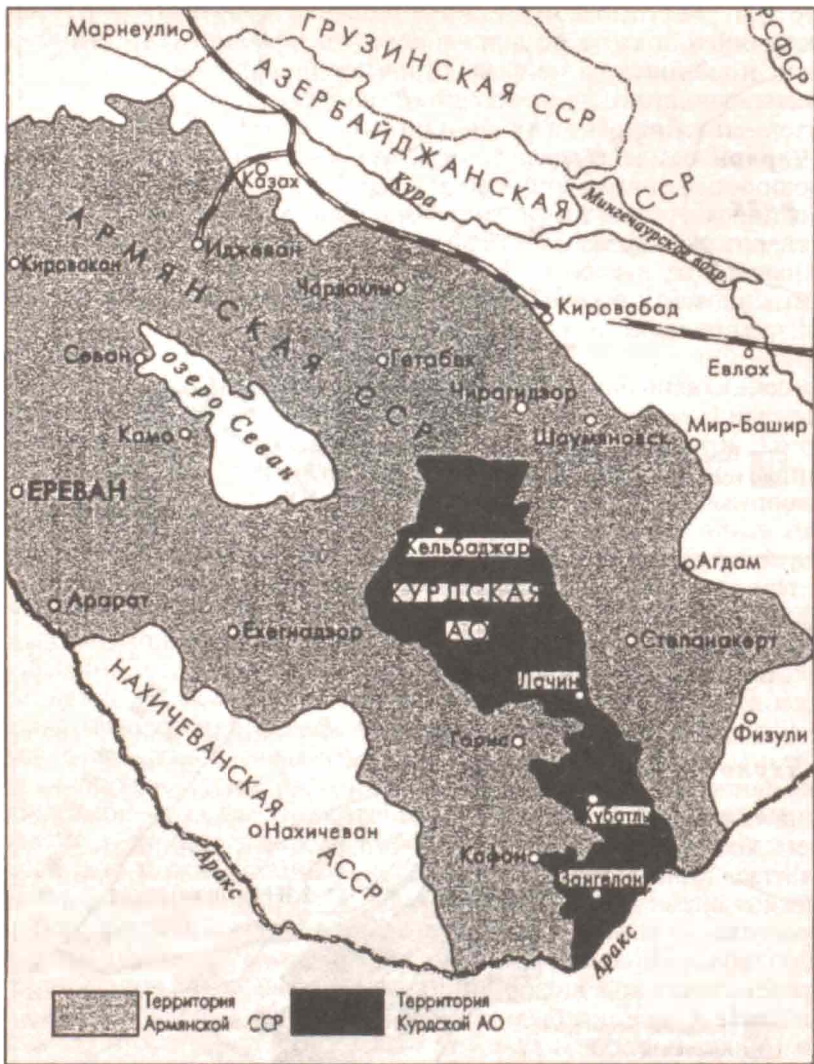 Марнеули
ГРУЗИНСКАЯ ССР
РСФСР
АЗЕРБАЙДЖАНСКАЯ
ССР
Казах
Кура
Мингечаурское вдхр.
АРМЯНСКАЯ ССР
Иджеван
Кировакан
Чардахлы
Кировабад
Севан
озеро Севан
Гетабек
Евлах
Чирагидзор
Камо
Шаумяновск
Мир-Башир
ЕРЕВАН
Кельбаджар
Агдам
КУРДСКАЯ
АО
Арарат
Ехегнадзор
Степанакерт
Лачин
НАХИЧЕВАНСКАЯ
АССР
Горис
Физули
Кубатлы
Нахичеван
Кафан
Аракс
Зангелан
Аракс
Территория
Армянской ССР
Территория
Курдской АО